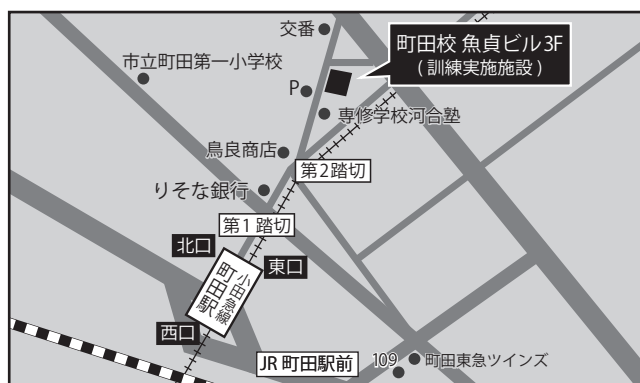 交番
町田校 魚貞ビル3F
(訓練実施施設)
市立町田第一小学校
P
専修学校河合塾
鳥良商店
第2踏切
りそな銀行
第1踏切
北口
東口
小田急線
町田駅
西口
JR町田駅前
109
町田東急ツインズ